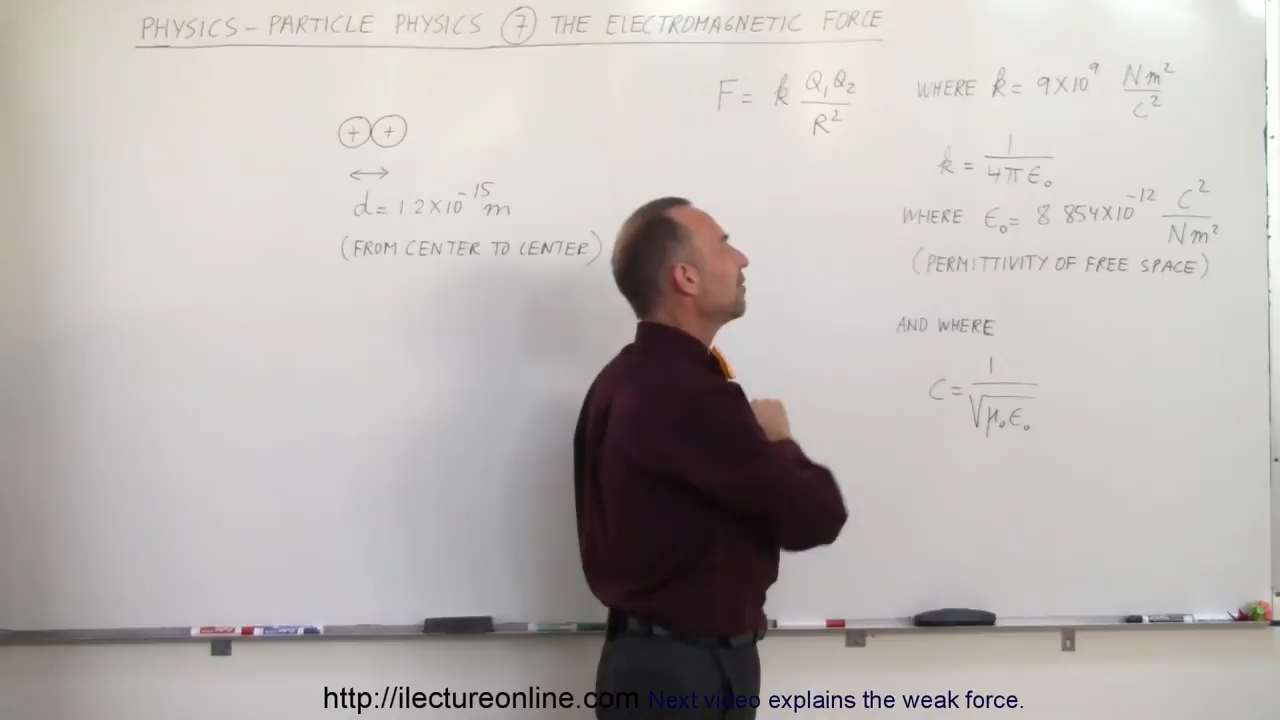 PHYSICS - PARTICLE PHYSICS ⑦ THE ELECTROMAGNETIC FORCE
F = k Q₁Q₂ / R²
WHERE k = 9×10⁹ Nm² / C²
+ +
k = 1 / 4πε₀
d = 1.2×10⁻¹⁵ m
WHERE ε₀ = 8 854×10⁻¹² C² / Nm²
(FROM CENTER TO CENTER)
(PERMITTIVITY OF FREE SPACE)
AND WHERE
C = 1 / √μ₀ε₀
http://ilectureonline.com Next video explains the weak force.